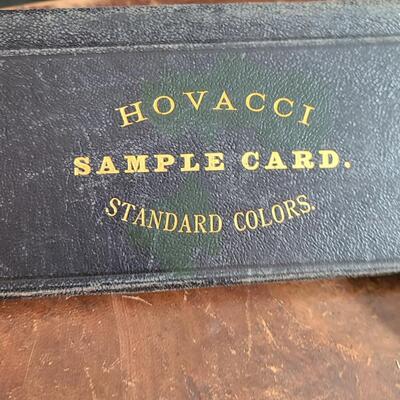 HOVACCI
SAMPLE CARD.
STANDARD COLORS.